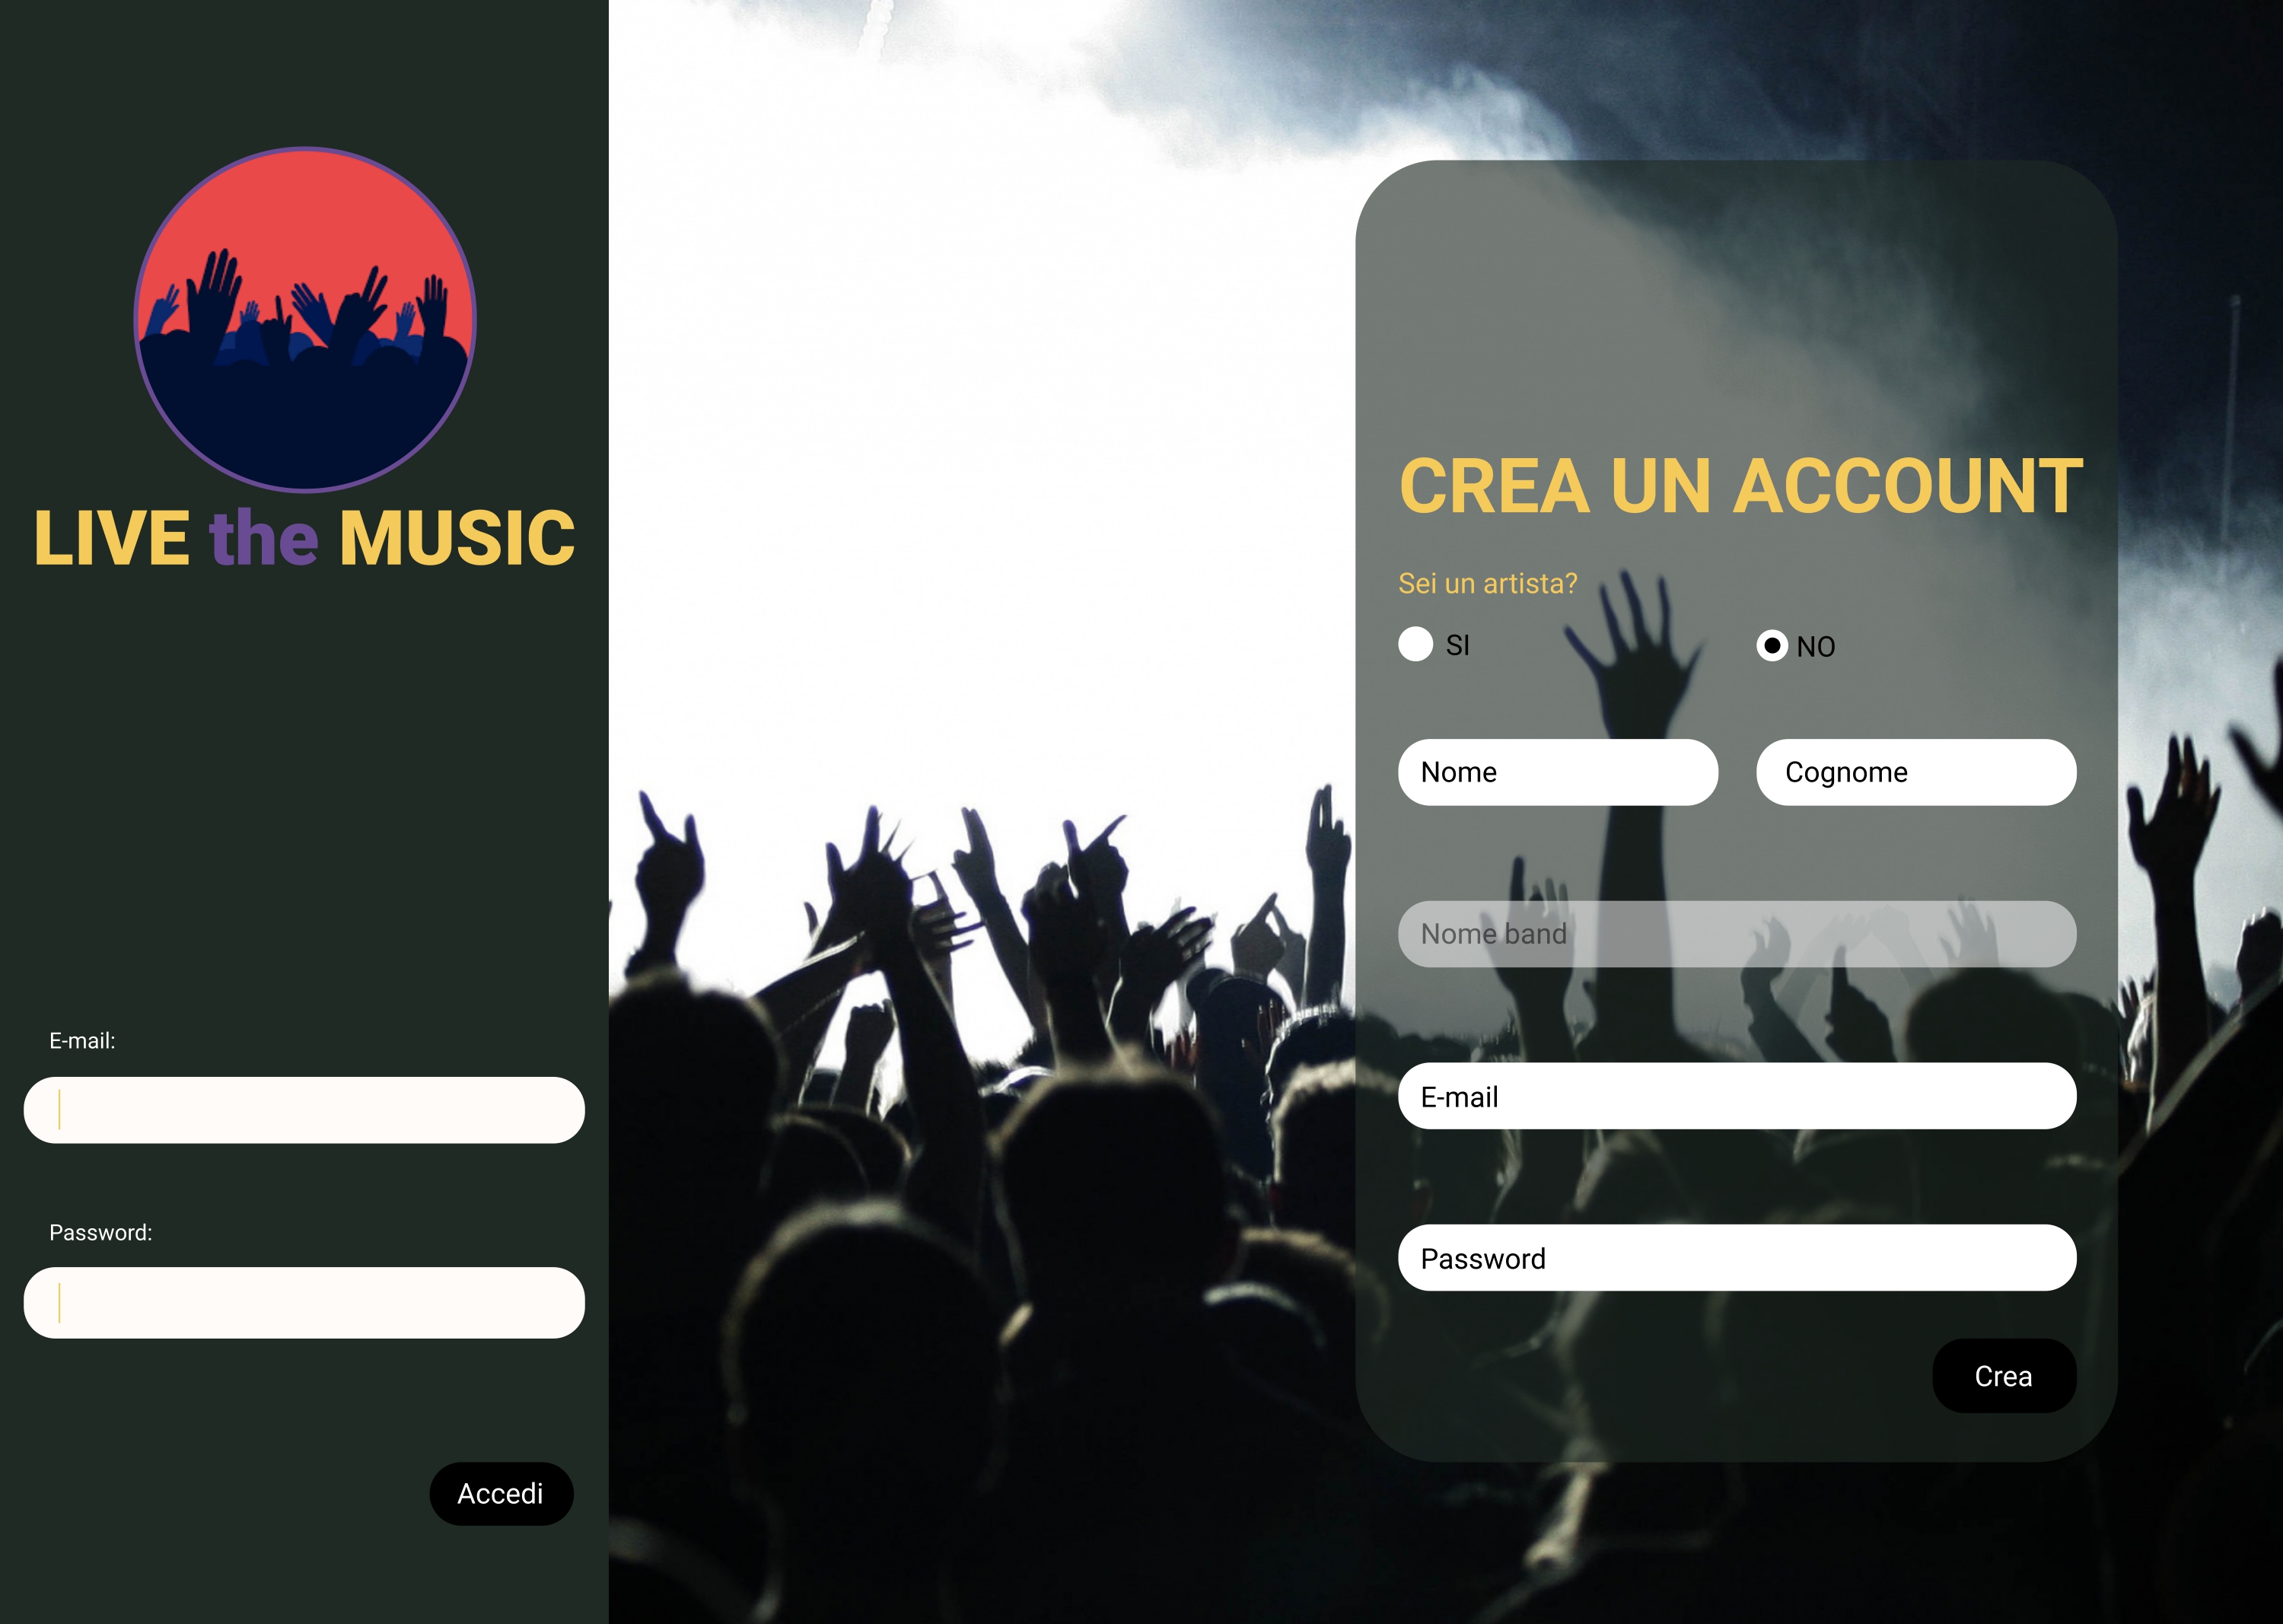 LIVE the MUSIC
E-mail:
Password:
Accedi
CREA UN ACCOUNT
Sei un artista?
SI
NO
Nome
Cognome
Nome band
E-mail
Password
Crea